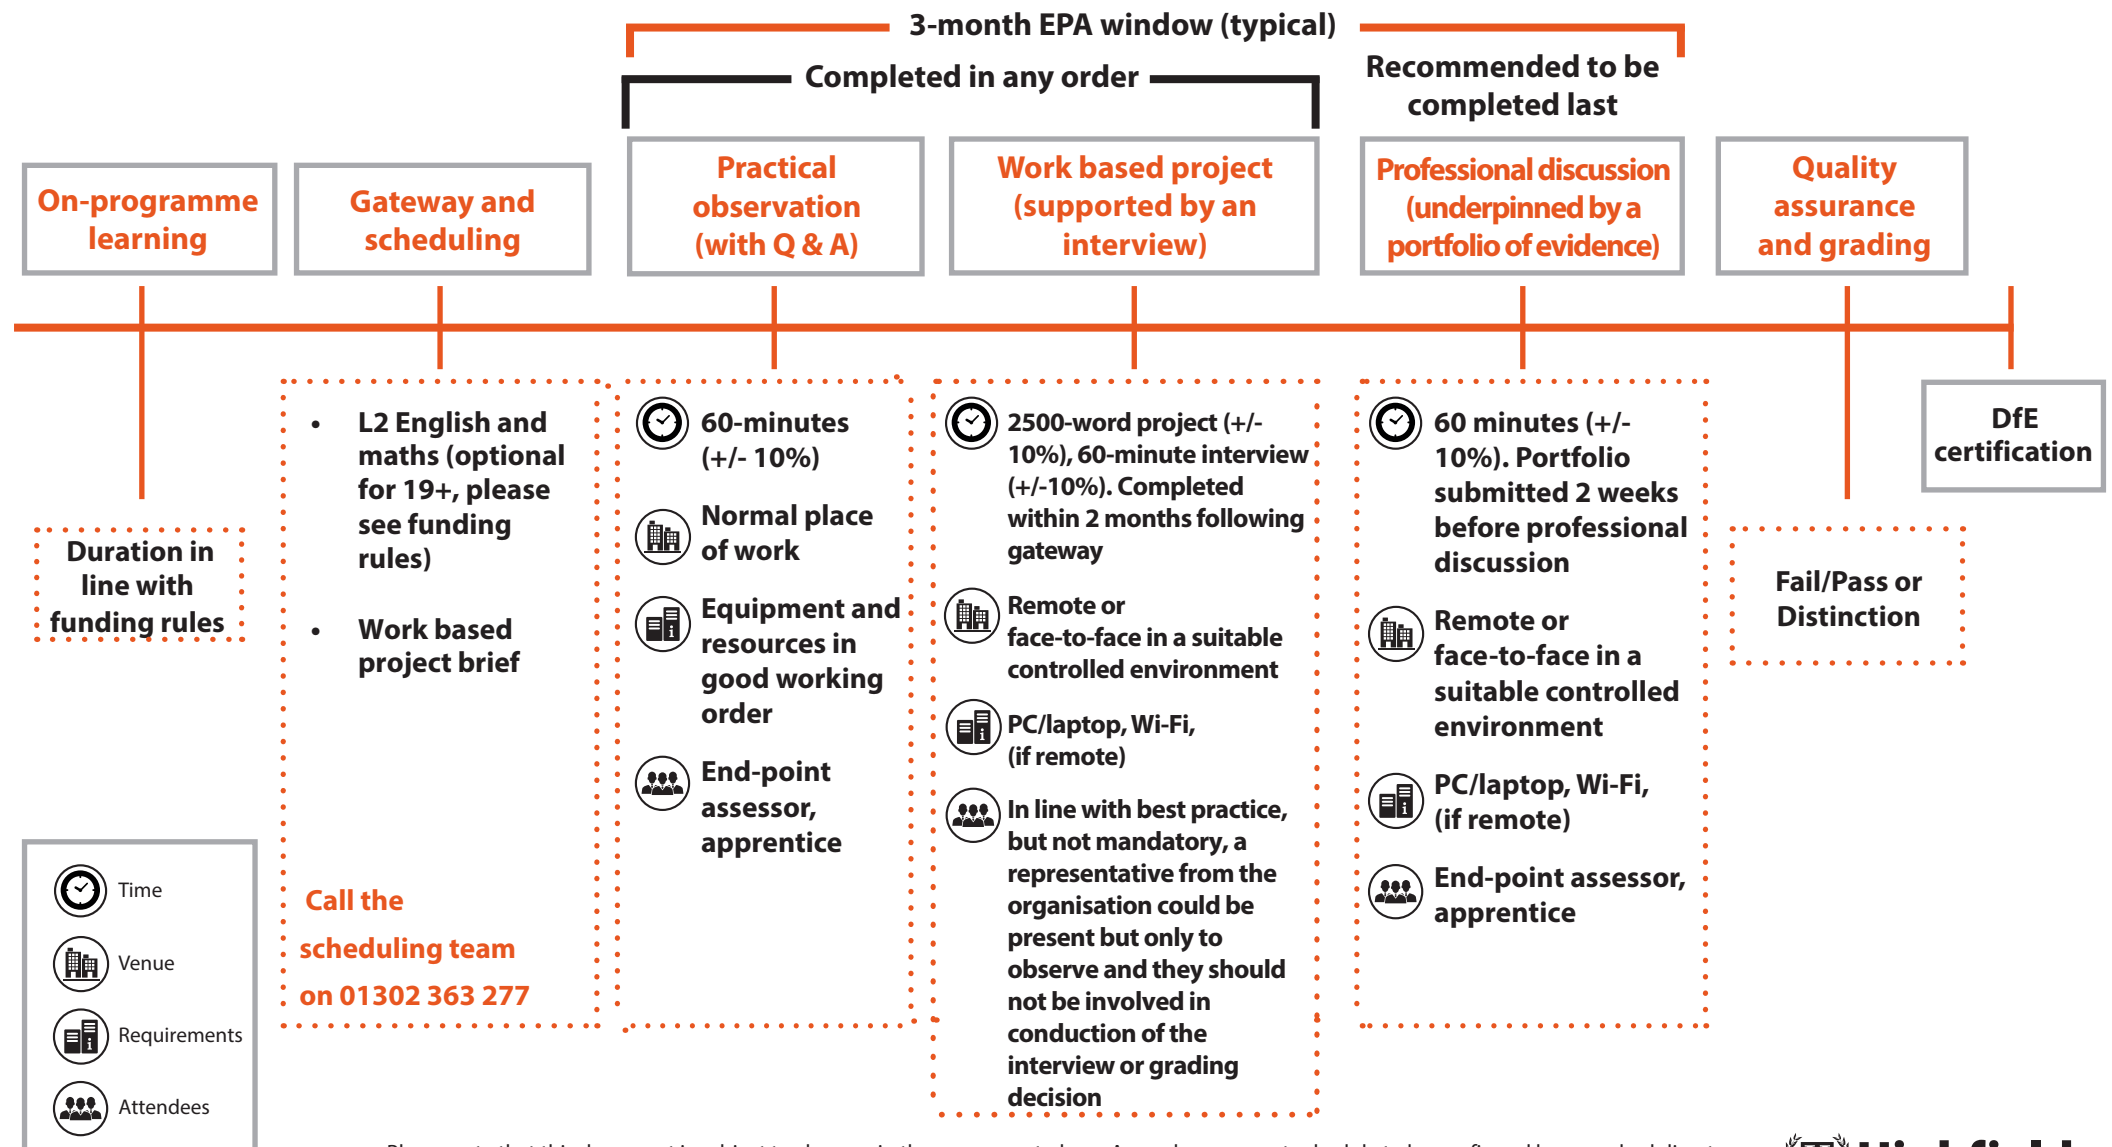 3-month EPA window (typical)
Completed in any order
Recommended to be
completed last
On-programme
learning
Gateway and
scheduling
Practical
observation
(with Q & A)
Work based project
(supported by an
interview)
Professional discussion
(underpinned by a
portfolio of evidence)
Quality
assurance
and grading
Duration in
line with
funding rules
• L2 English and
maths (optional
for 19+, please
see funding
rules)
• Work based
project brief
Call the
scheduling team
on 01302 363 277
60-minutes
(+/- 10%)
Normal place
of work
Equipment and
resources in
good working
order
End-point
assessor,
apprentice
2500-word project (+/-
10%), 60-minute interview
(+/-10%). Completed
within 2 months following
gateway
Remote or
face-to-face in a suitable
controlled environment
PC/laptop, Wi-Fi,
(if remote)
In line with best practice,
but not mandatory, a
representative from the
organisation could be
present but only to
observe and they should
not be involved in
conduction of the
interview or grading
decision
60 minutes (+/-
10%). Portfolio
submitted 2 weeks
before professional
discussion
Remote or
face-to-face in a
suitable controlled
environment
PC/laptop, Wi-Fi,
(if remote)
End-point assessor,
apprentice
Fail/Pass or
Distinction
DfE
certification
Time
Venue
Requirements
Attendees